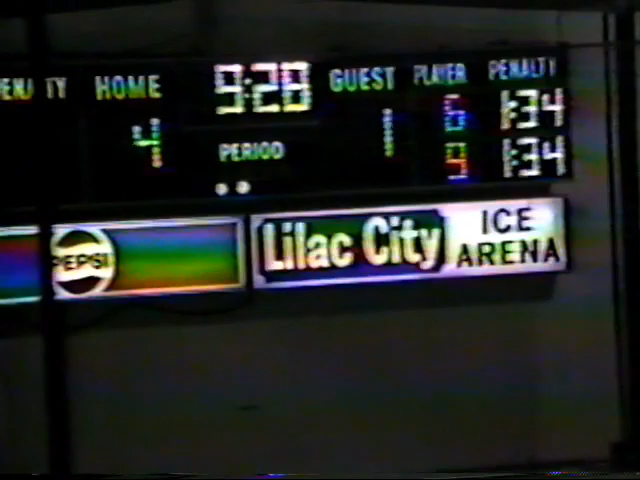 HOME 9:28 GUEST PLAYER PENALTY
4 1 6 1:34
PERIOD 9 1:34
PEPSI Lilac City ICE ARENA